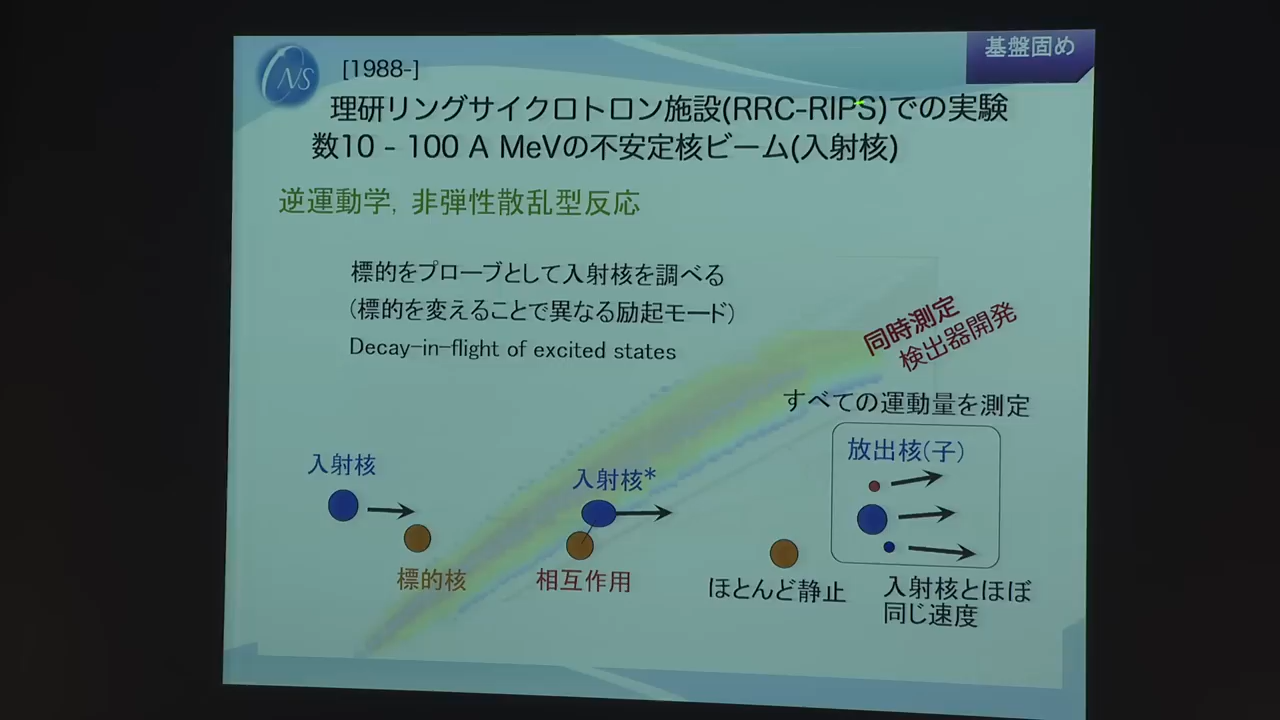 基盤固め
CNS
[1988-]
理研リングサイクロトロン施設(RRC-RIPS)での実験
数10 - 100 A MeVの不安定核ビーム(入射核)
逆運動学, 非弾性散乱型反応
標的をプローブとして入射核を調べる
(標的を変えることで異なる励起モード)
Decay-in-flight of excited states
同時測定
検出器開発
すべての運動量を測定
入射核
標的核
入射核*
相互作用
放出核(子)
ほとんど静止
入射核とほぼ
同じ速度